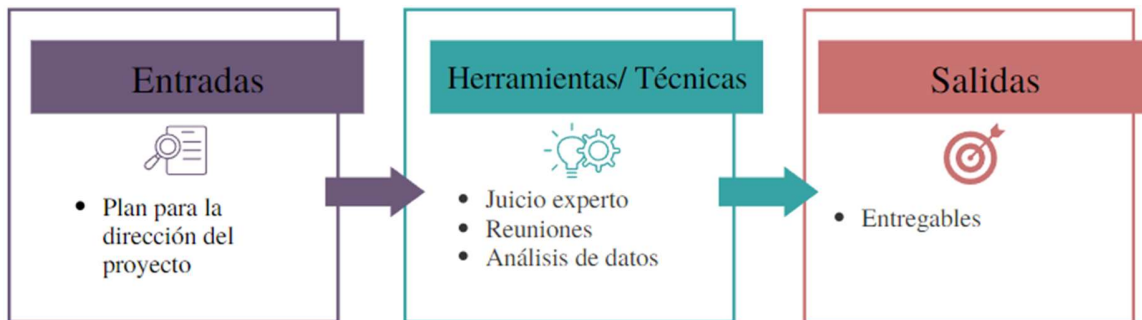 Entradas
• Plan para la
dirección del
proyecto
Herramientas/ Técnicas
• Juicio experto
• Reuniones
• Análisis de datos
Salidas
• Entregables